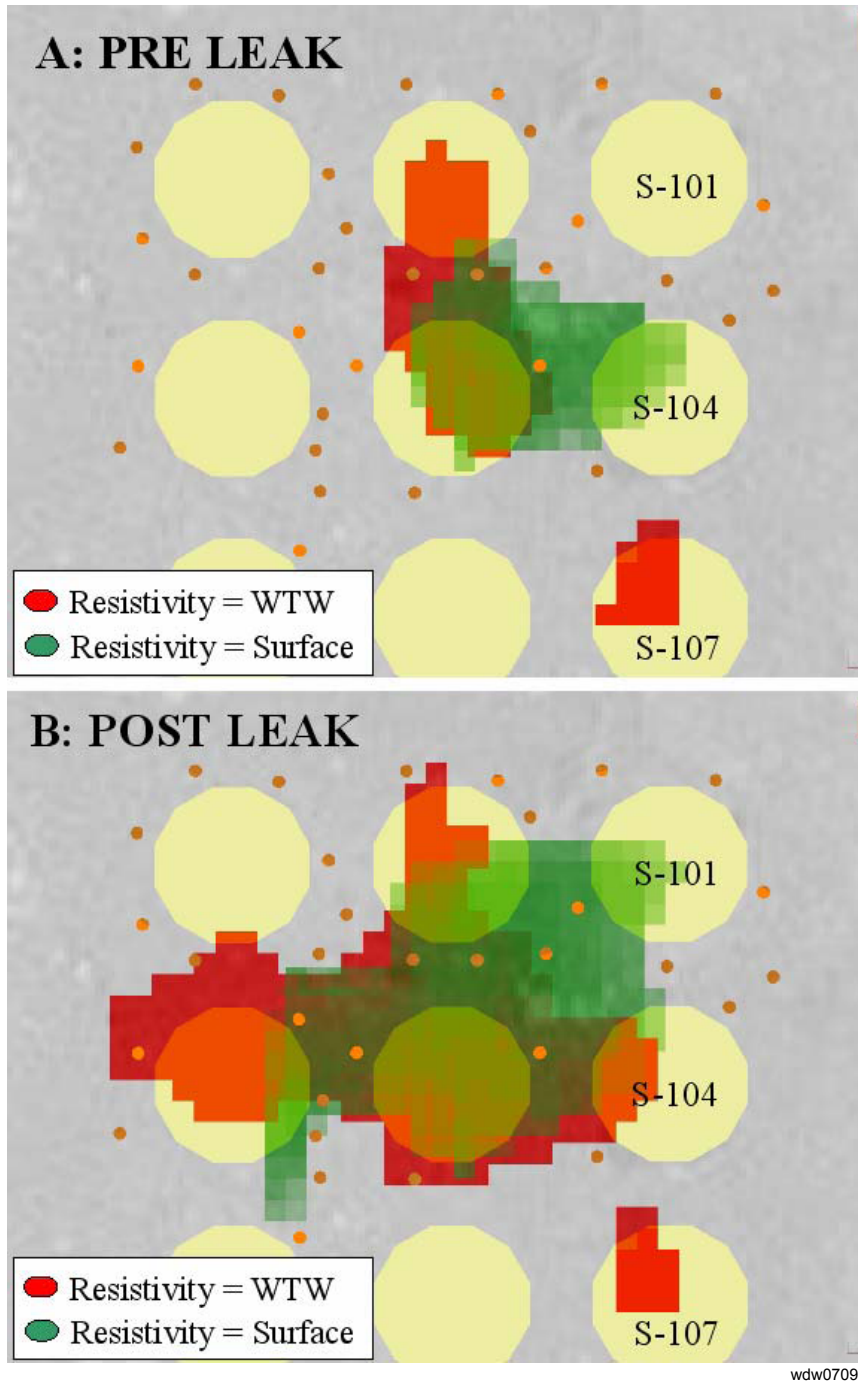 A: PRE LEAK
S-101
S-104
S-107
Resistivity = WTW
Resistivity = Surface
B: POST LEAK
S-101
S-104
S-107
Resistivity = WTW
Resistivity = Surface
wdw0709